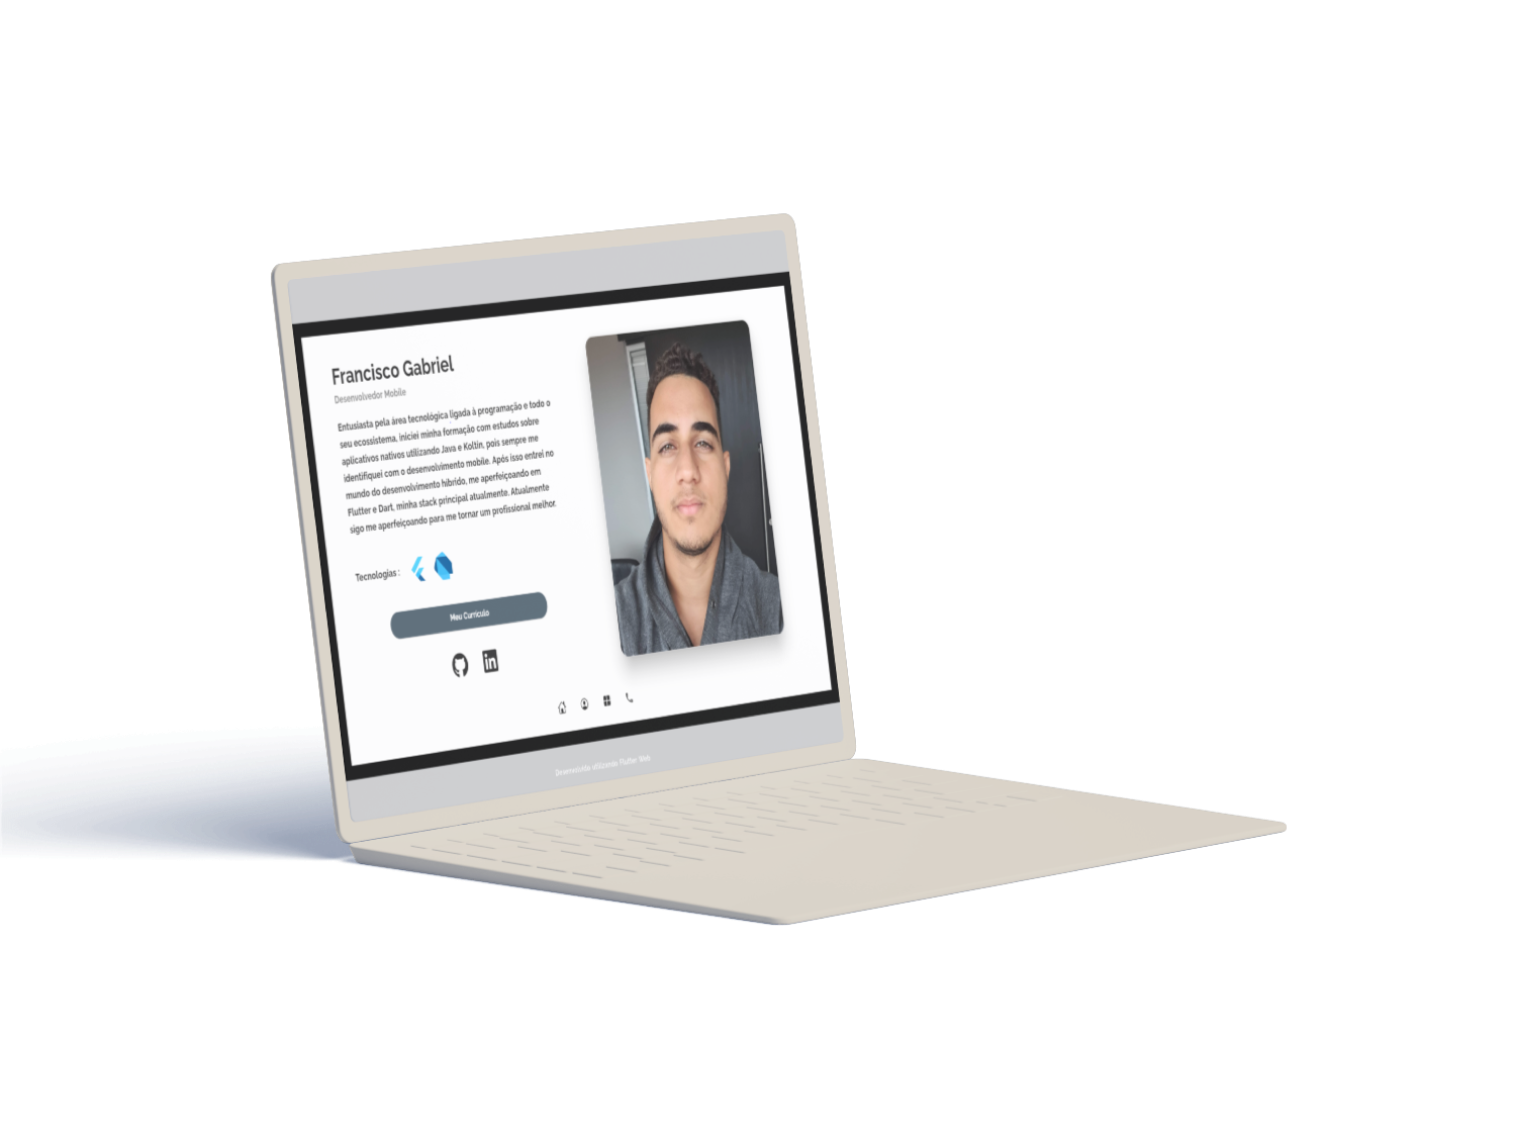 Francisco Gabriel
Desenvolvedor Mobile
Entusiasta pela área tecnológica ligada à programação e todo o
seu ecossistema, iniciei minha formação com estudos sobre
aplicativos nativos utilizando Java e Koltin, pois sempre me
identifiquei com o desenvolvimento mobile. Após isso entrei no
mundo do desenvolvimento híbrido, me aperfeiçoando em
Flutter e Dart, minha stack principal atualmente. Atualmente
sigo me aperfeiçoando para me tornar um profissional melhor.
Tecnologias :
Meu Currículo
in
Desenvolvido utilizando Flutter Web